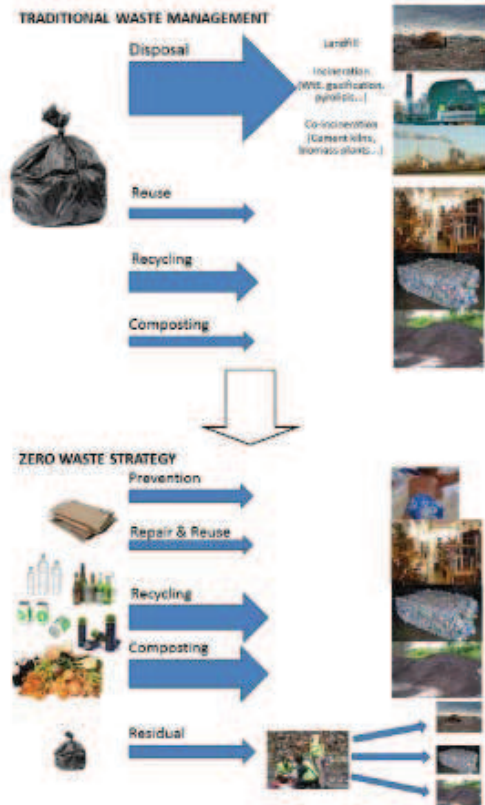 TRADITIONAL WASTE MANAGEMENT
Disposal
Landfill
Incineration
(WtE, gasification,
pyrolisis...)
Co-incineration
(Cement kilns,
biomass plants...)
Reuse
Recycling
Composting
ZERO WASTE STRATEGY
Prevention
Repair & Reuse
Recycling
Composting
Residual